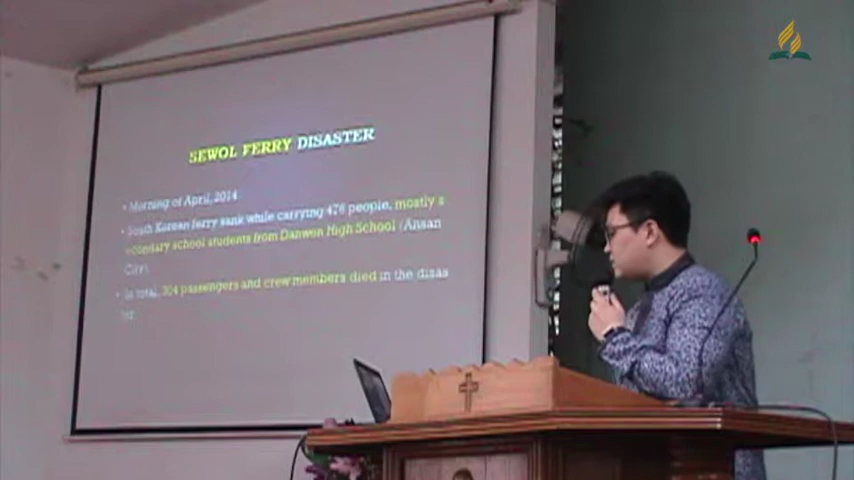 SEWOL FERRY DISASTER
• Morning of April, 2014
• South Korean ferry sank while carrying 476 people, mostly s
econdary school students from Danwon High School (Ansan
City).
• In total, 304 passengers and crew members died in the disas
ter.